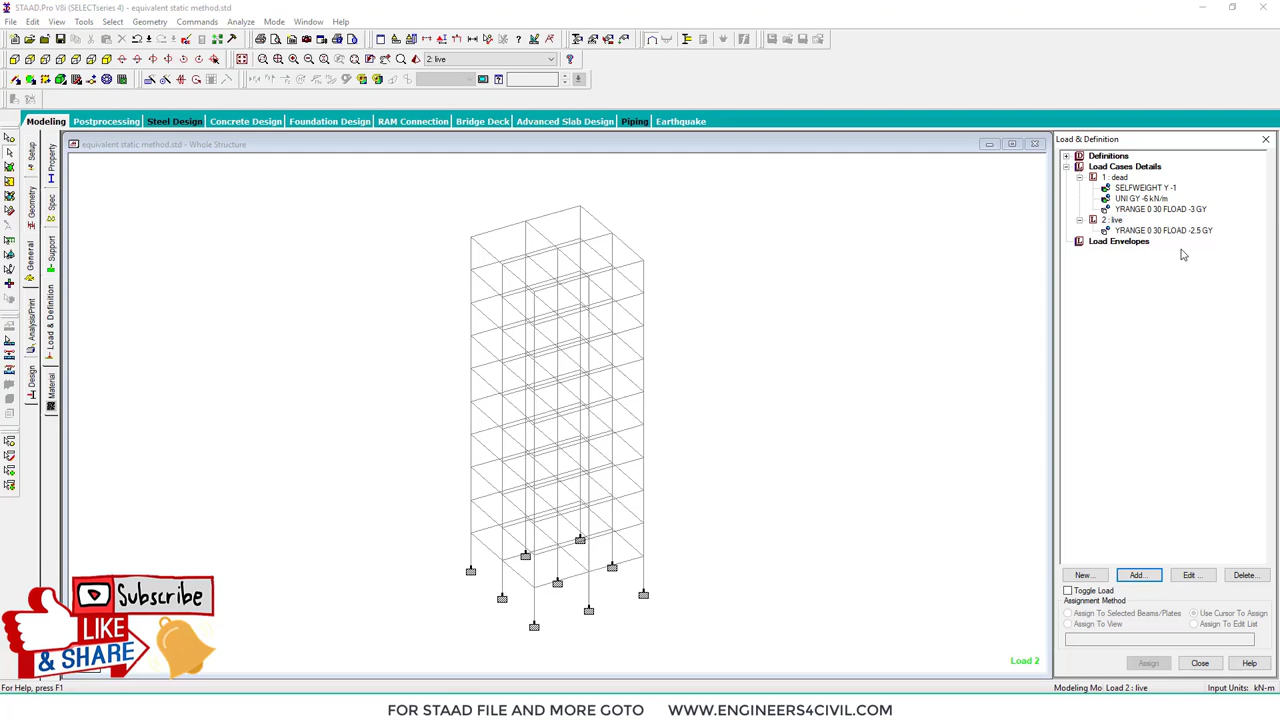 STAAD.Pro V8i (SELECTseries 4) - equivalent static method.std
File Edit View Tools Select Geometry Commands Analyze Mode Window Help
2: live
Modeling Postprocessing Steel Design Concrete Design Foundation Design RAM Connection Bridge Deck Advanced Slab Design Piping Earthquake
Setup
Geometry
General
Analysis/Print
Design
Property
Spec
Support
Load & Definition
Material
equivalent static method.std - Whole Structure
Load 2
Load & Definition
Definitions
Load Cases Details
1 : dead
SELFWEIGHT Y -1
UNI GY -6 kN/m
YRANGE 0 30 FLOAD -3 GY
2 : live
YRANGE 0 30 FLOAD -2.5 GY
Load Envelopes
New... Add... Edit ... Delete...
Toggle Load
Assignment Method
Assign To Selected Beams/Plates Use Cursor To Assign
Assign To View Assign To Edit List
Assign Close Help
Subscribe
LIKE
& SHARE
For Help, press F1
Modeling Mo Load 2 : live Input Units: kN-m
FOR STAAD FILE AND MORE GOTO WWW.ENGINEERS4CIVIL.COM